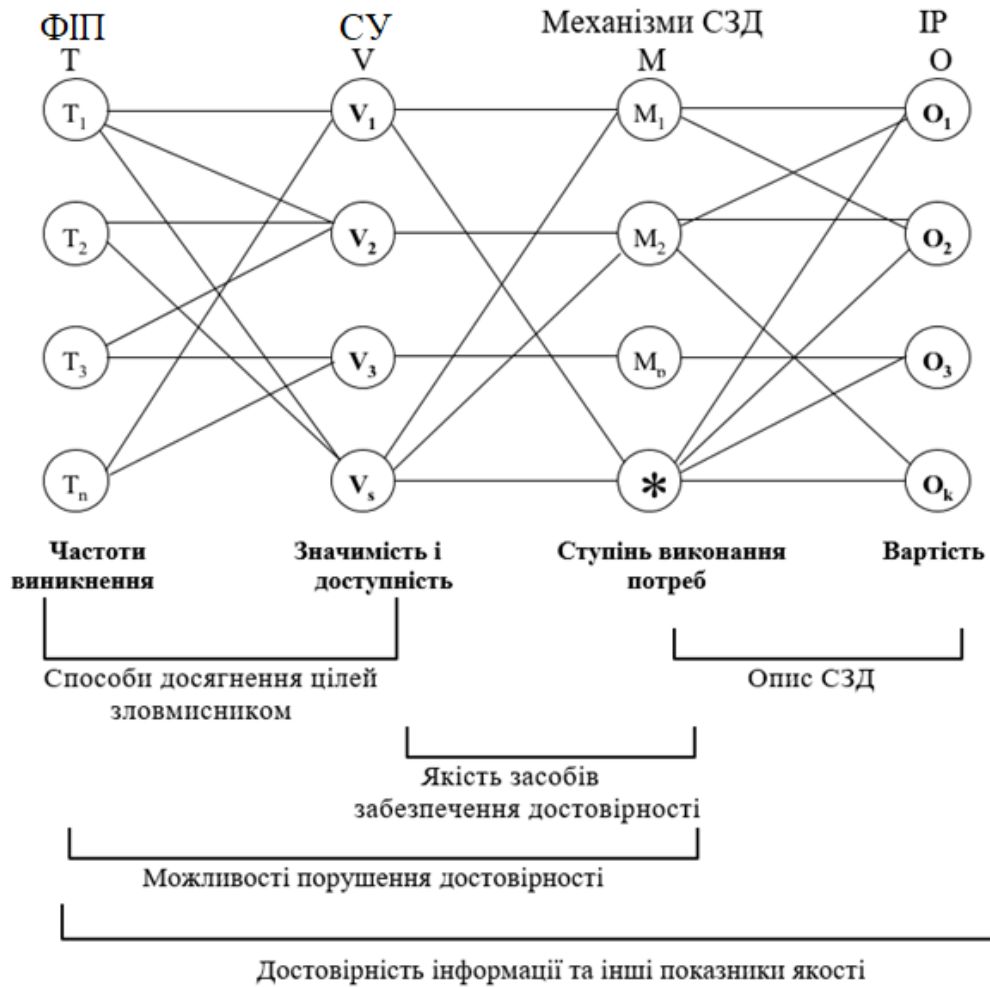 ФІП СУ Механізми СЗД ІР
T V M O
T1 V1 M1 O1
T2 V2 M2 O2
T3 V3 Mp O3
Tn Vs * Ok
Частоти Значимість і Ступінь виконання Вартість
виникнення доступність потреб
Способи досягнення цілей Опис СЗД
зловмисником
Якість засобів
забезпечення достовірності
Можливості порушення достовірності
Достовірність інформації та інші показники якості